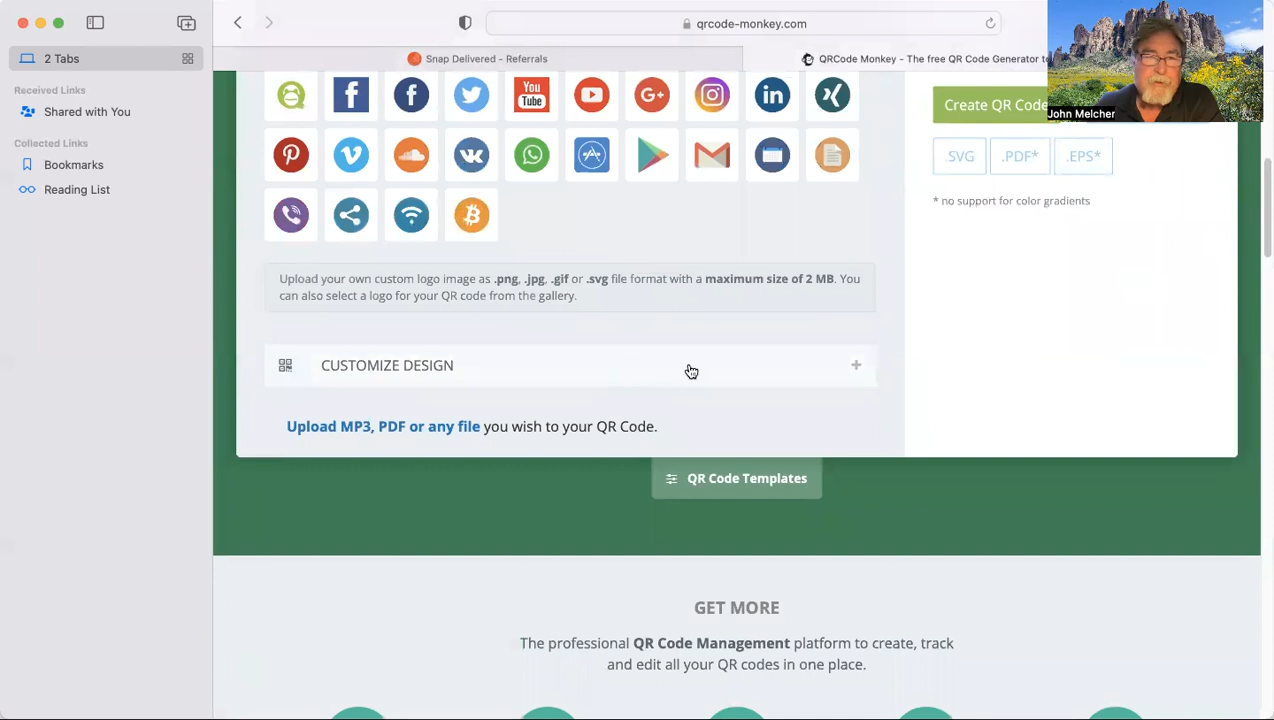 2 Tabs
Received Links
Shared with You
Collected Links
Bookmarks
Reading List
qrcode-monkey.com
Snap Delivered - Referrals
QRCode Monkey - The free QR Code Generator to
John Melcher
You
Tube
G+
in
CUSTOMIZE DESIGN
Upload your own custom logo image as .png, .jpg, .gif or .svg file format with a maximum size of 2 MB. You
can also select a logo for your QR code from the gallery.
Upload MP3, PDF or any file you wish to your QR Code.
Create QR Code
.SVG
.PDF*
.EPS*
* no support for color gradients
QR Code Templates
GET MORE
The professional QR Code Management platform to create, track
and edit all your QR codes in one place.